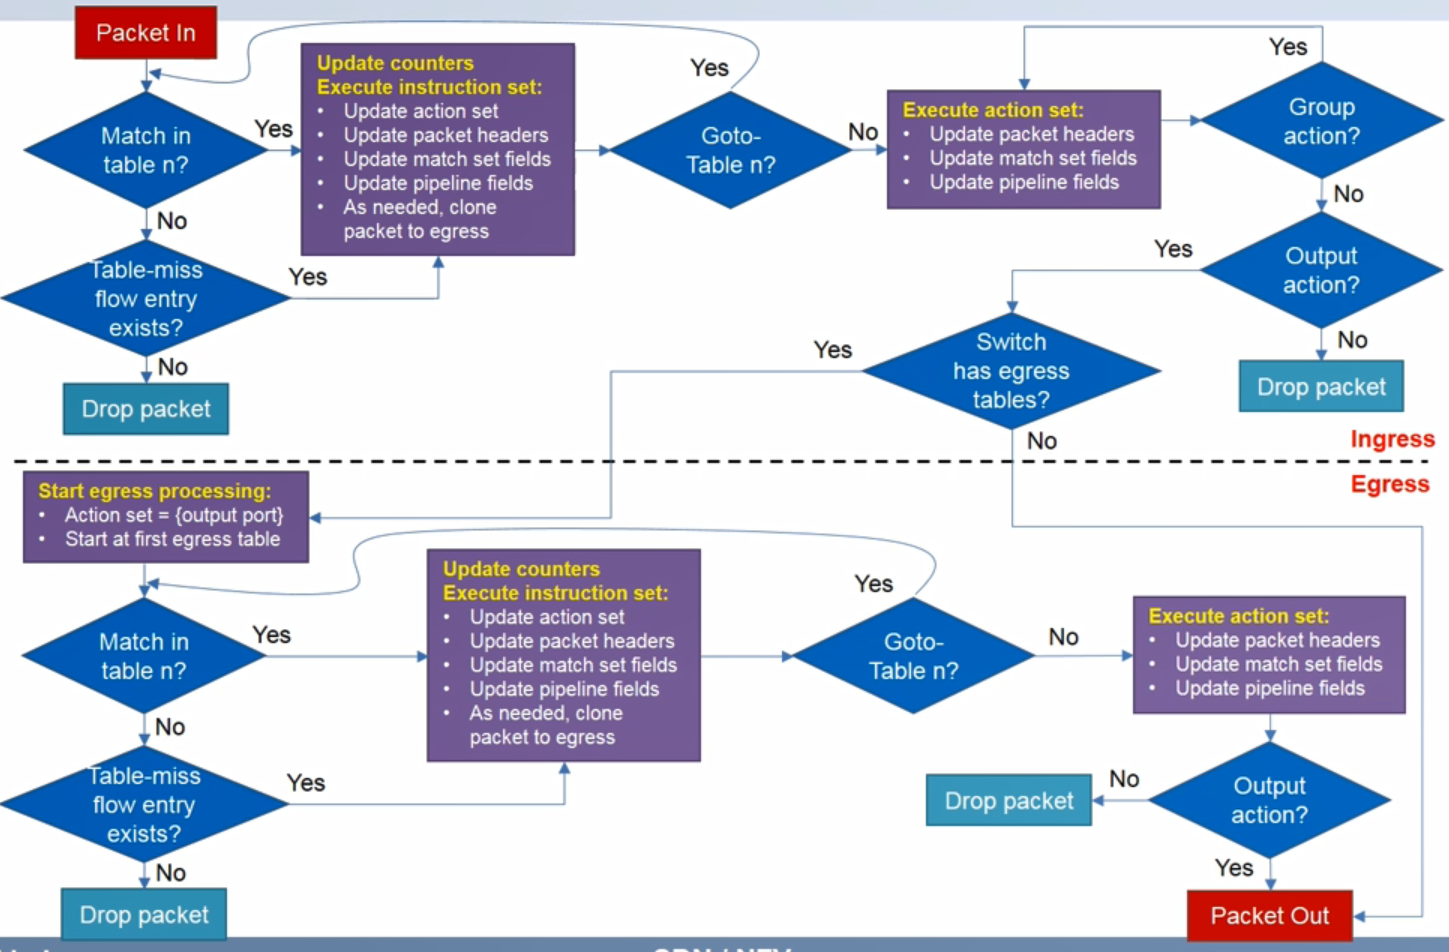 Packet In
Match in
table n?
Yes
No
Table-miss
flow entry
exists?
Yes
No
Drop packet
Update counters
Execute instruction set:
• Update action set
• Update packet headers
• Update match set fields
• Update pipeline fields
• As needed, clone
packet to egress
Goto-
Table n?
Yes
No
Execute action set:
• Update packet headers
• Update match set fields
• Update pipeline fields
Group
action?
Yes
No
Output
action?
Yes
No
Drop packet
Switch
has egress
tables?
Yes
No
Ingress
Egress
Start egress processing:
• Action set = {output port}
• Start at first egress table
Match in
table n?
Yes
No
Table-miss
flow entry
exists?
Yes
No
Drop packet
Update counters
Execute instruction set:
• Update action set
• Update packet headers
• Update match set fields
• Update pipeline fields
• As needed, clone
packet to egress
Goto-
Table n?
Yes
No
Execute action set:
• Update packet headers
• Update match set fields
• Update pipeline fields
Output
action?
No
Drop packet
Yes
Packet Out
SDN / NFV